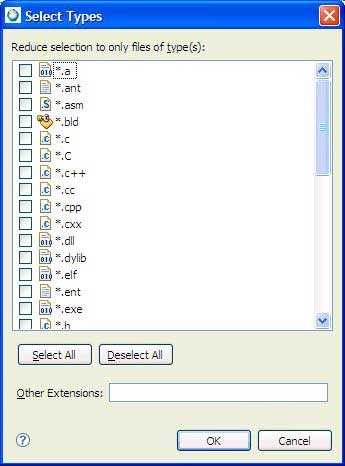 Select Types
Reduce selection to only files of type(s):
*.a
*.ant
*.asm
*.bld
*.c
*.C
*.c++
*.cc
*.cpp
*.cxx
*.dll
*.dylib
*.elf
*.ent
*.exe
*.h
Select All Deselect All
Other Extensions:
OK Cancel